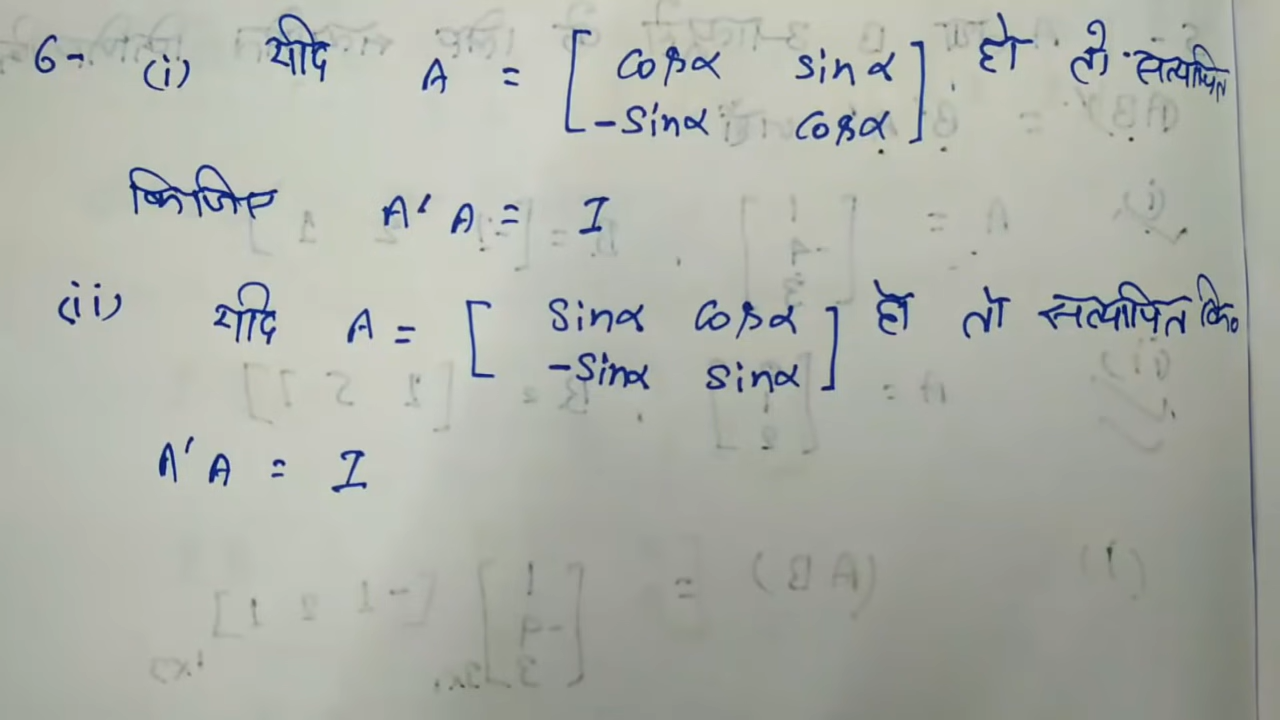 6- (i) यदि A = [ cosα sinα ] हो तो सत्यापित
-Sinα cosα
किजिए A' A = I
(ii) यदि A = [ Sinα Cosα ] हो तो सत्यापित कि०
-Sinα sinα
A' A = I